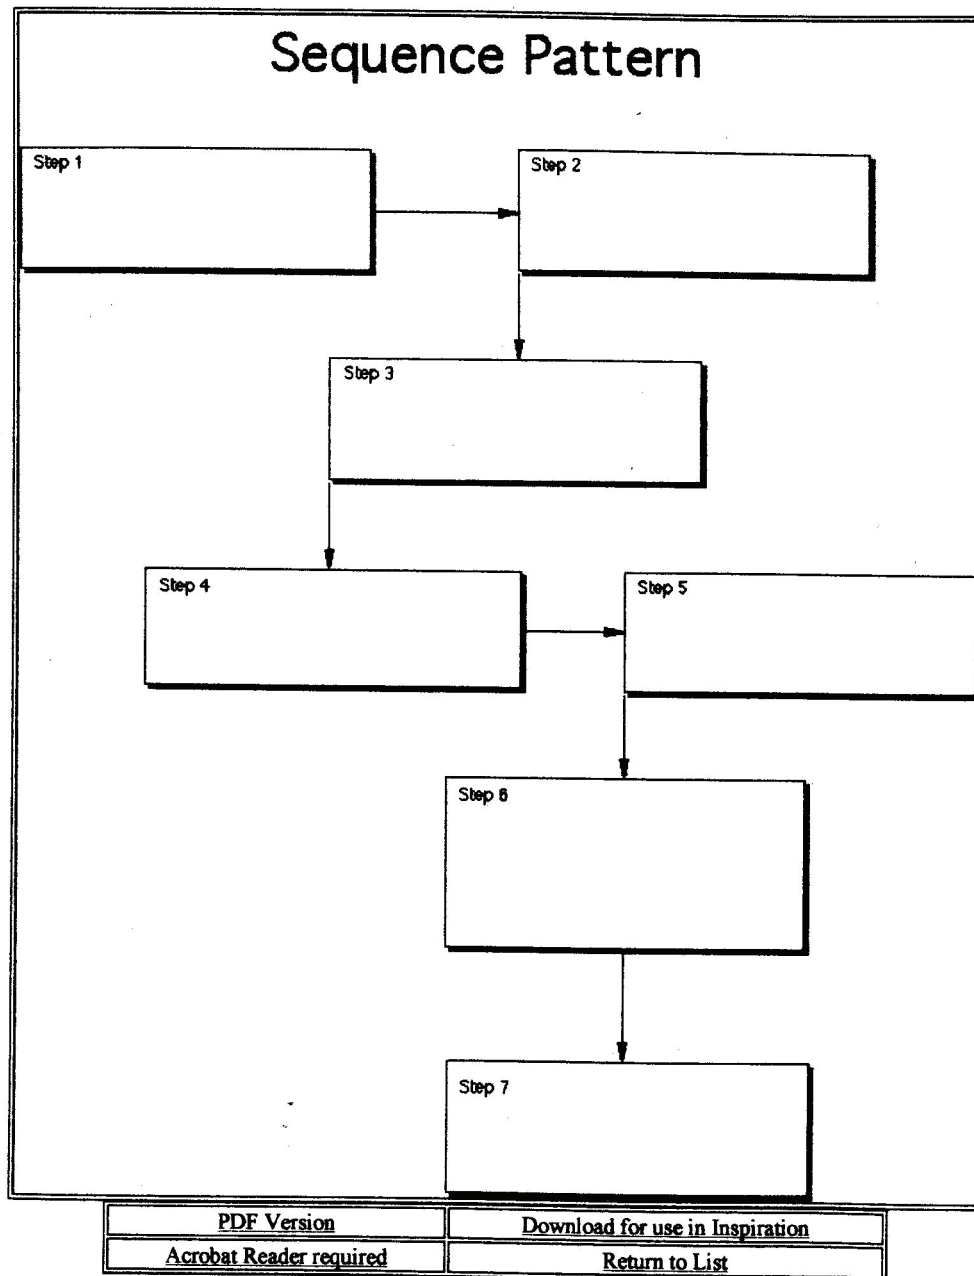 Sequence Pattern
Step 1
Step 2
Step 3
Step 4
Step 5
Step 6
Step 7
PDF Version
Download for use in Inspiration
Acrobat Reader required
Return to List